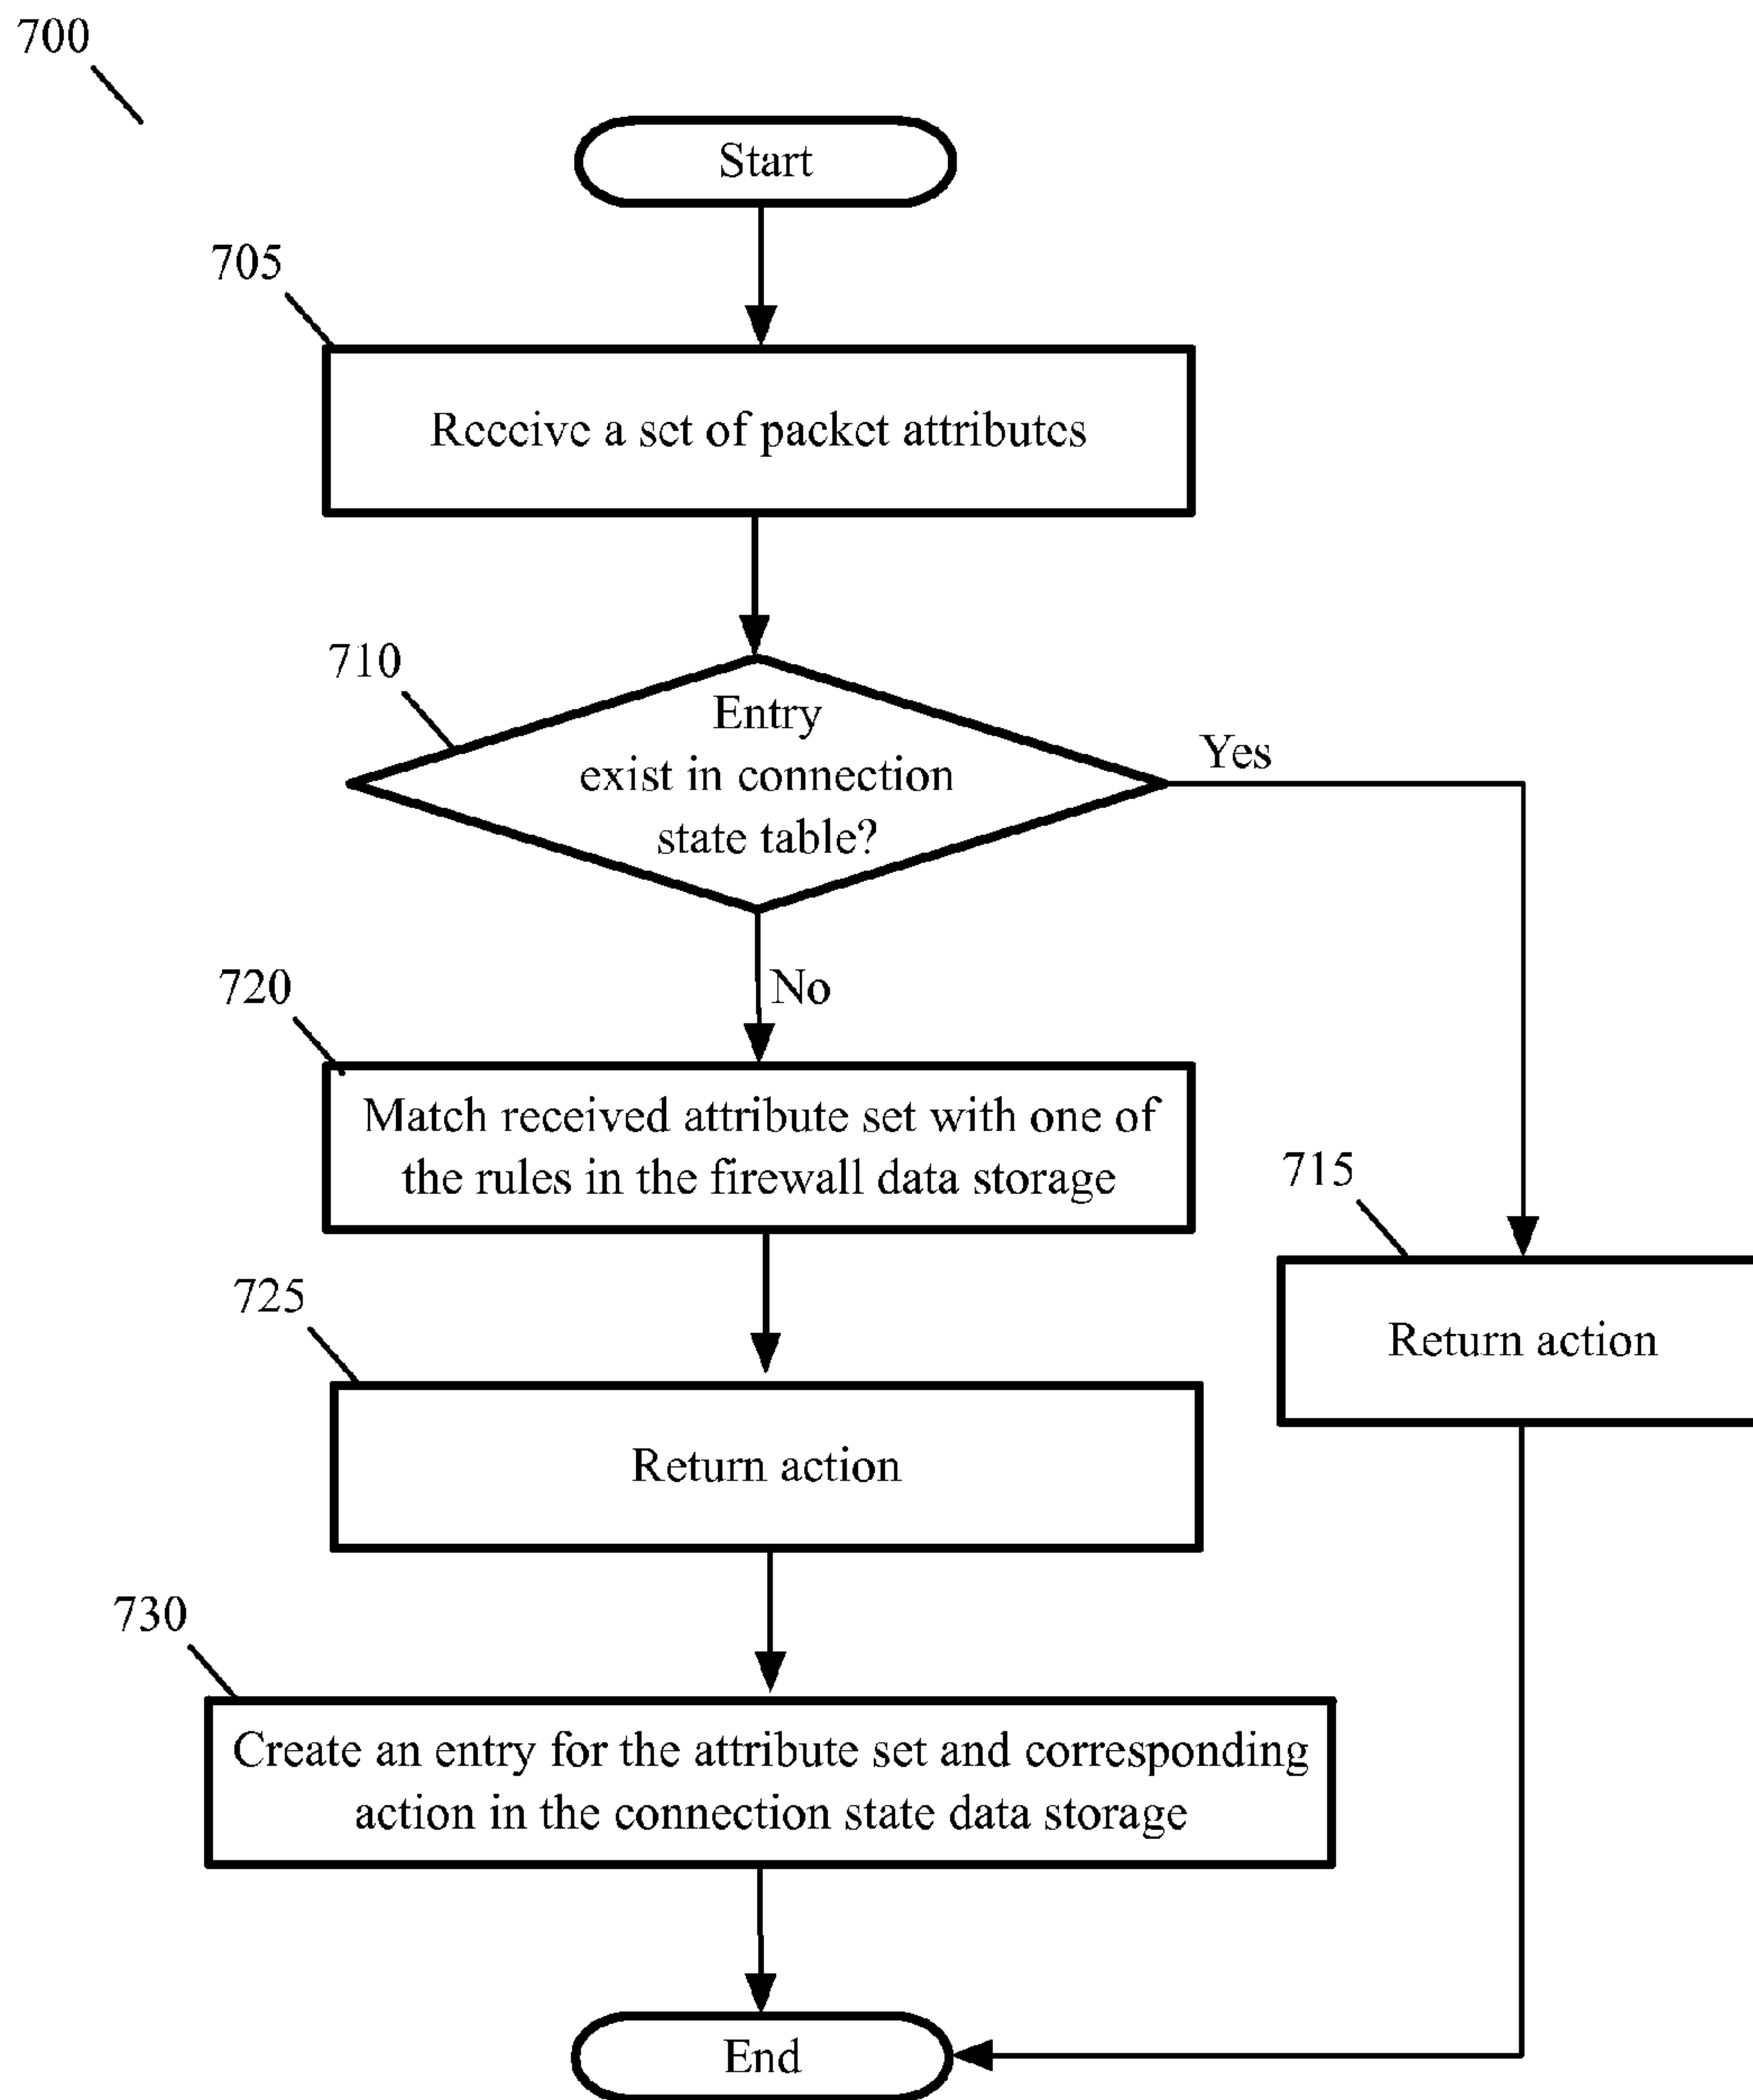 700
Start
705
Receive a set of packet attributes
710
Entry
exist in connection
state table?
Yes
No
720
Match received attribute set with one of
the rules in the firewall data storage
715
Return action
725
Return action
730
Create an entry for the attribute set and corresponding
action in the connection state data storage
End